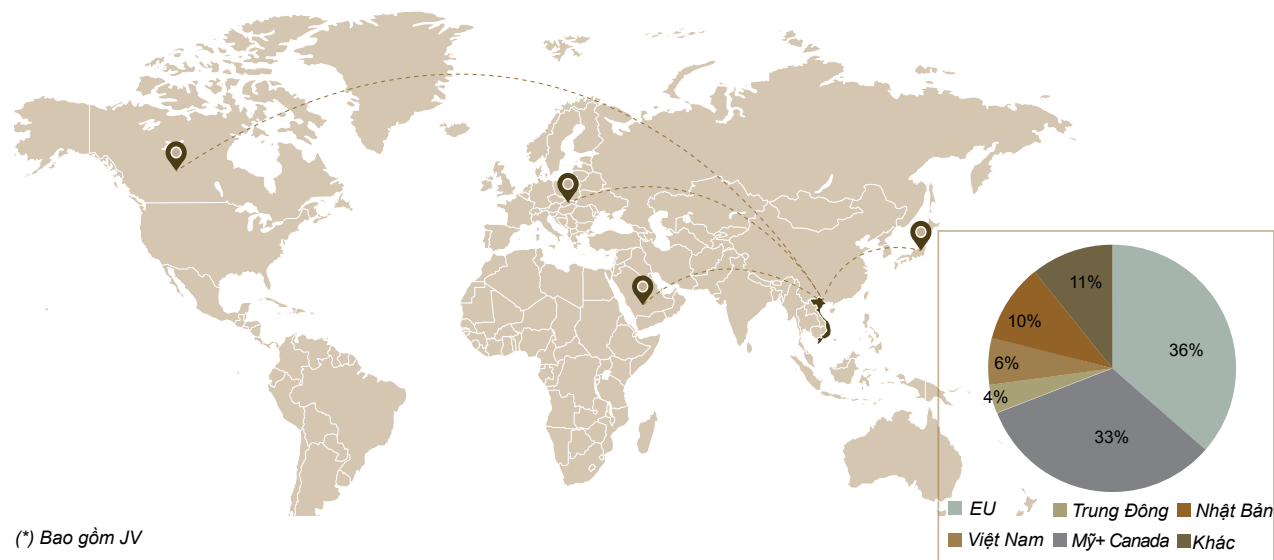 11%
36%
10%
6%
4%
33%
EU
Trung Đông
Nhật Bản
Việt Nam
Mỹ+ Canada
Khác
(*) Bao gồm JV